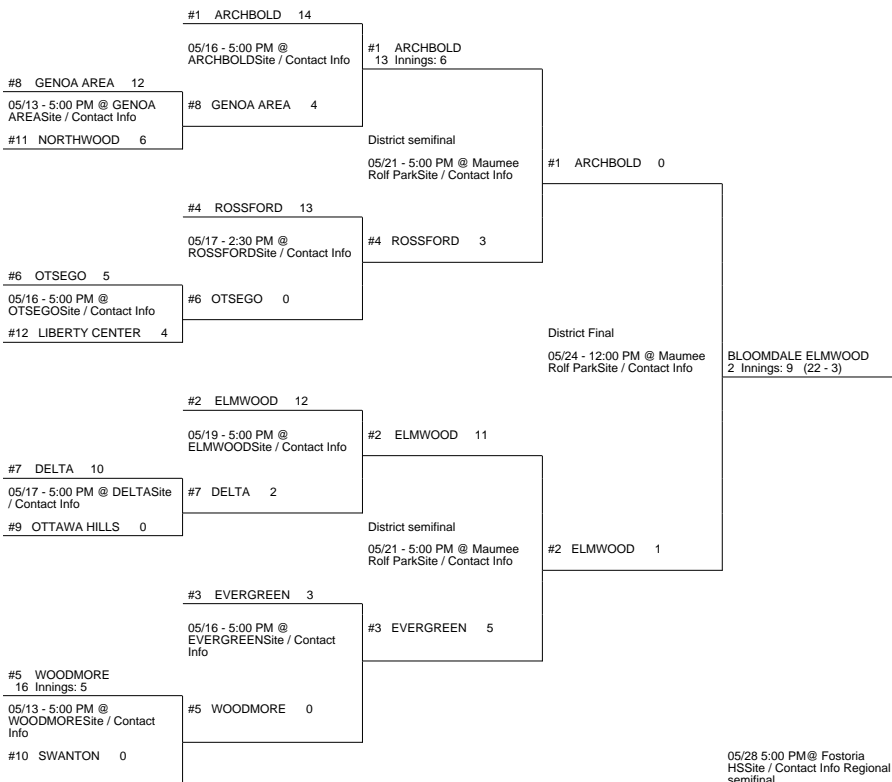 #1 ARCHBOLD 14
05/16 - 5:00 PM @
ARCHBOLDSite / Contact Info
#1 ARCHBOLD
13 Innings: 6
#8 GENOA AREA 12
05/13 - 5:00 PM @ GENOA
AREASite / Contact Info
#8 GENOA AREA 4
#11 NORTHWOOD 6
District semifinal
05/21 - 5:00 PM @ Maumee
Rolf ParkSite / Contact Info
#1 ARCHBOLD 0
#4 ROSSFORD 13
05/17 - 2:30 PM @
ROSSFORDSite / Contact Info
#4 ROSSFORD 3
#6 OTSEGO 5
05/16 - 5:00 PM @
OTSEGOSite / Contact Info
#6 OTSEGO 0
#12 LIBERTY CENTER 4
District Final
05/24 - 12:00 PM @ Maumee
Rolf ParkSite / Contact Info
BLOOMDALE ELMWOOD
2 Innings: 9 (22 - 3)
#2 ELMWOOD 12
05/19 - 5:00 PM @
ELMWOODSite / Contact Info
#2 ELMWOOD 11
#7 DELTA 10
05/17 - 5:00 PM @ DELTASite
/ Contact Info
#7 DELTA 2
#9 OTTAWA HILLS 0
District semifinal
05/21 - 5:00 PM @ Maumee
Rolf ParkSite / Contact Info
#2 ELMWOOD 1
#3 EVERGREEN 3
05/16 - 5:00 PM @
EVERGREENSite / Contact
Info
#3 EVERGREEN 5
#5 WOODMORE
16 Innings: 5
05/13 - 5:00 PM @
WOODMORESite / Contact
Info
#5 WOODMORE 0
#10 SWANTON 0
05/28 5:00 PM@ Fostoria
HSSite / Contact Info Regional
semifinal